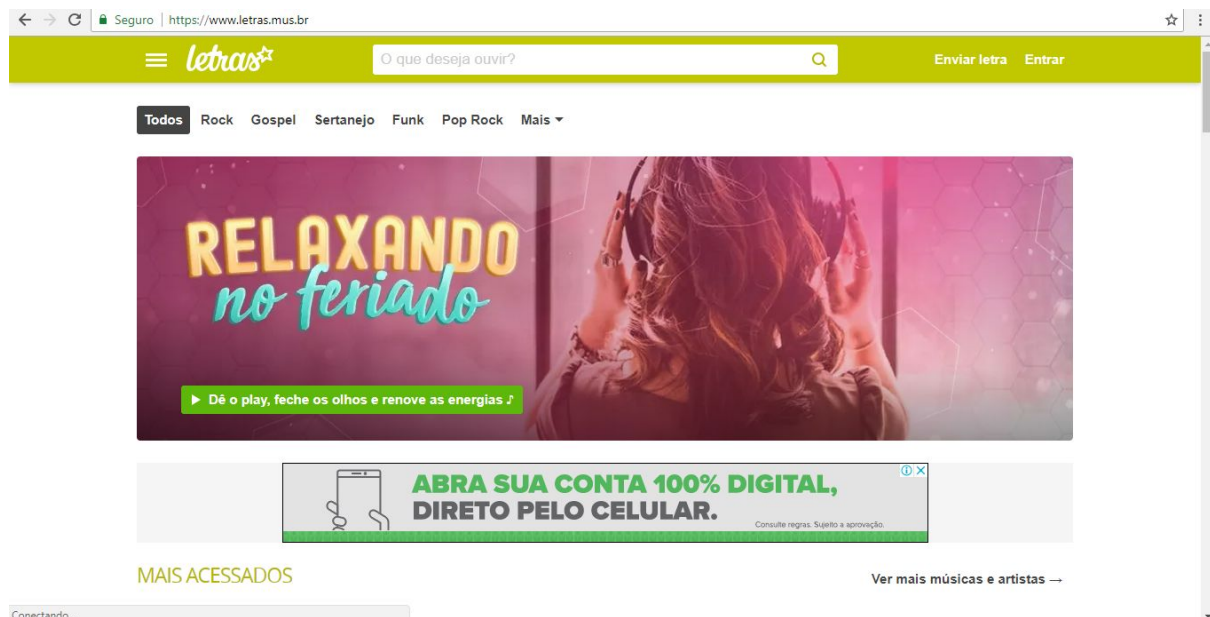 Seguro | https://www.letras.mus.br
letras
O que deseja ouvir?
Enviar letra Entrar
Todos Rock Gospel Sertanejo Funk Pop Rock Mais
RELAXANDO
no feriado
Dê o play, feche os olhos e renove as energias ♪
ABRA SUA CONTA 100% DIGITAL,
DIRETO PELO CELULAR.
Consulte regras. Sujeito a aprovação.
MAIS ACESSADOS
Ver mais músicas e artistas →
Conectando